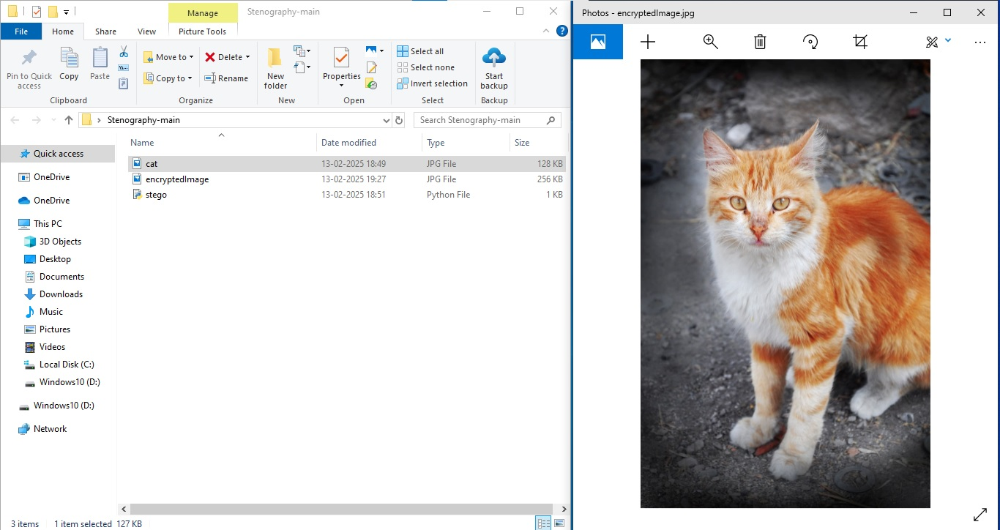 Manage
Stenography-main
File
Home
Share
View
Picture Tools
Pin to Quick
access
Copy
Paste
Clipboard
Move to
Copy to
Delete
Rename
Organize
New
folder
New
Properties
Open
Select all
Select none
Invert selection
Select
Start
backup
Backup
Stenography-main
Search Stenography-main
Name
Date modified
Type
Size
cat 13-02-2025 18:49 JPG File 128 KB
encryptedImage 13-02-2025 19:27 JPG File 256 KB
stego 13-02-2025 18:51 Python File 1 KB
Quick access
OneDrive
OneDrive
This PC
3D Objects
Desktop
Documents
Downloads
Music
Pictures
Videos
Local Disk (C:)
Windows10 (D:)
Windows10 (D:)
Network
3 items 1 item selected 127 KB
Photos - encryptedImage.jpg